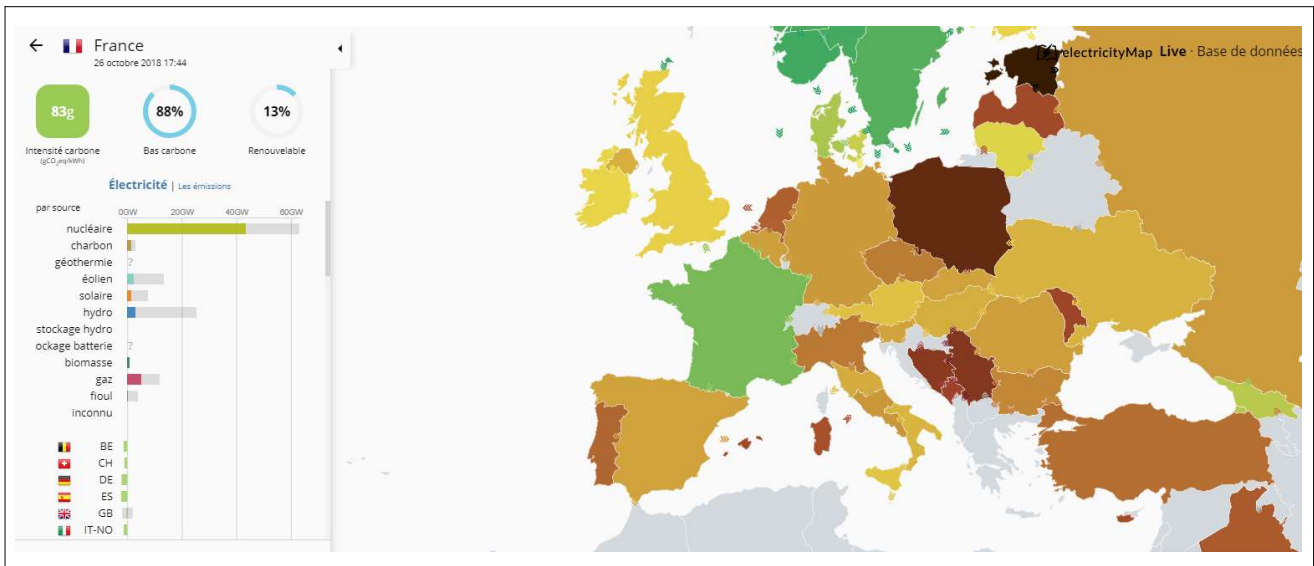 France
26 octobre 2018 17:44
83g
88%
13%
Intensité carbone
(gCO₂eq/kWh)
Bas carbone
Renouvelable
Électricité | Les émissions
par source
0GW 20GW 40GW 60GW
nucléaire
charbon
géothermie ?
éolien
solaire
hydro
stockage hydro
ockage batterie ?
biomasse
gaz
fioul
inconnu
BE
CH
DE
ES
GB
IT-NO
electricityMap Live · Base de données